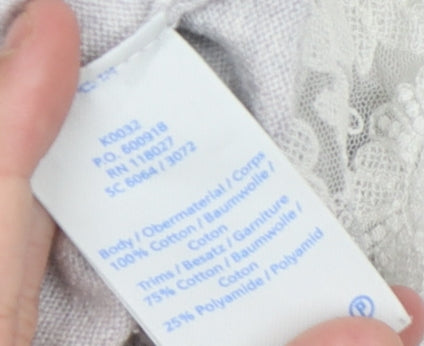 K0032
P.O. 600918
RN 118027
SC 6064 / 3072
Body / Obermaterial / Corps
100% Cotton / Baumwolle /
Coton
Trims / Besatz / Garniture
75% Cotton / Baumwolle /
Coton
25% Polyamide / Polyamid
P